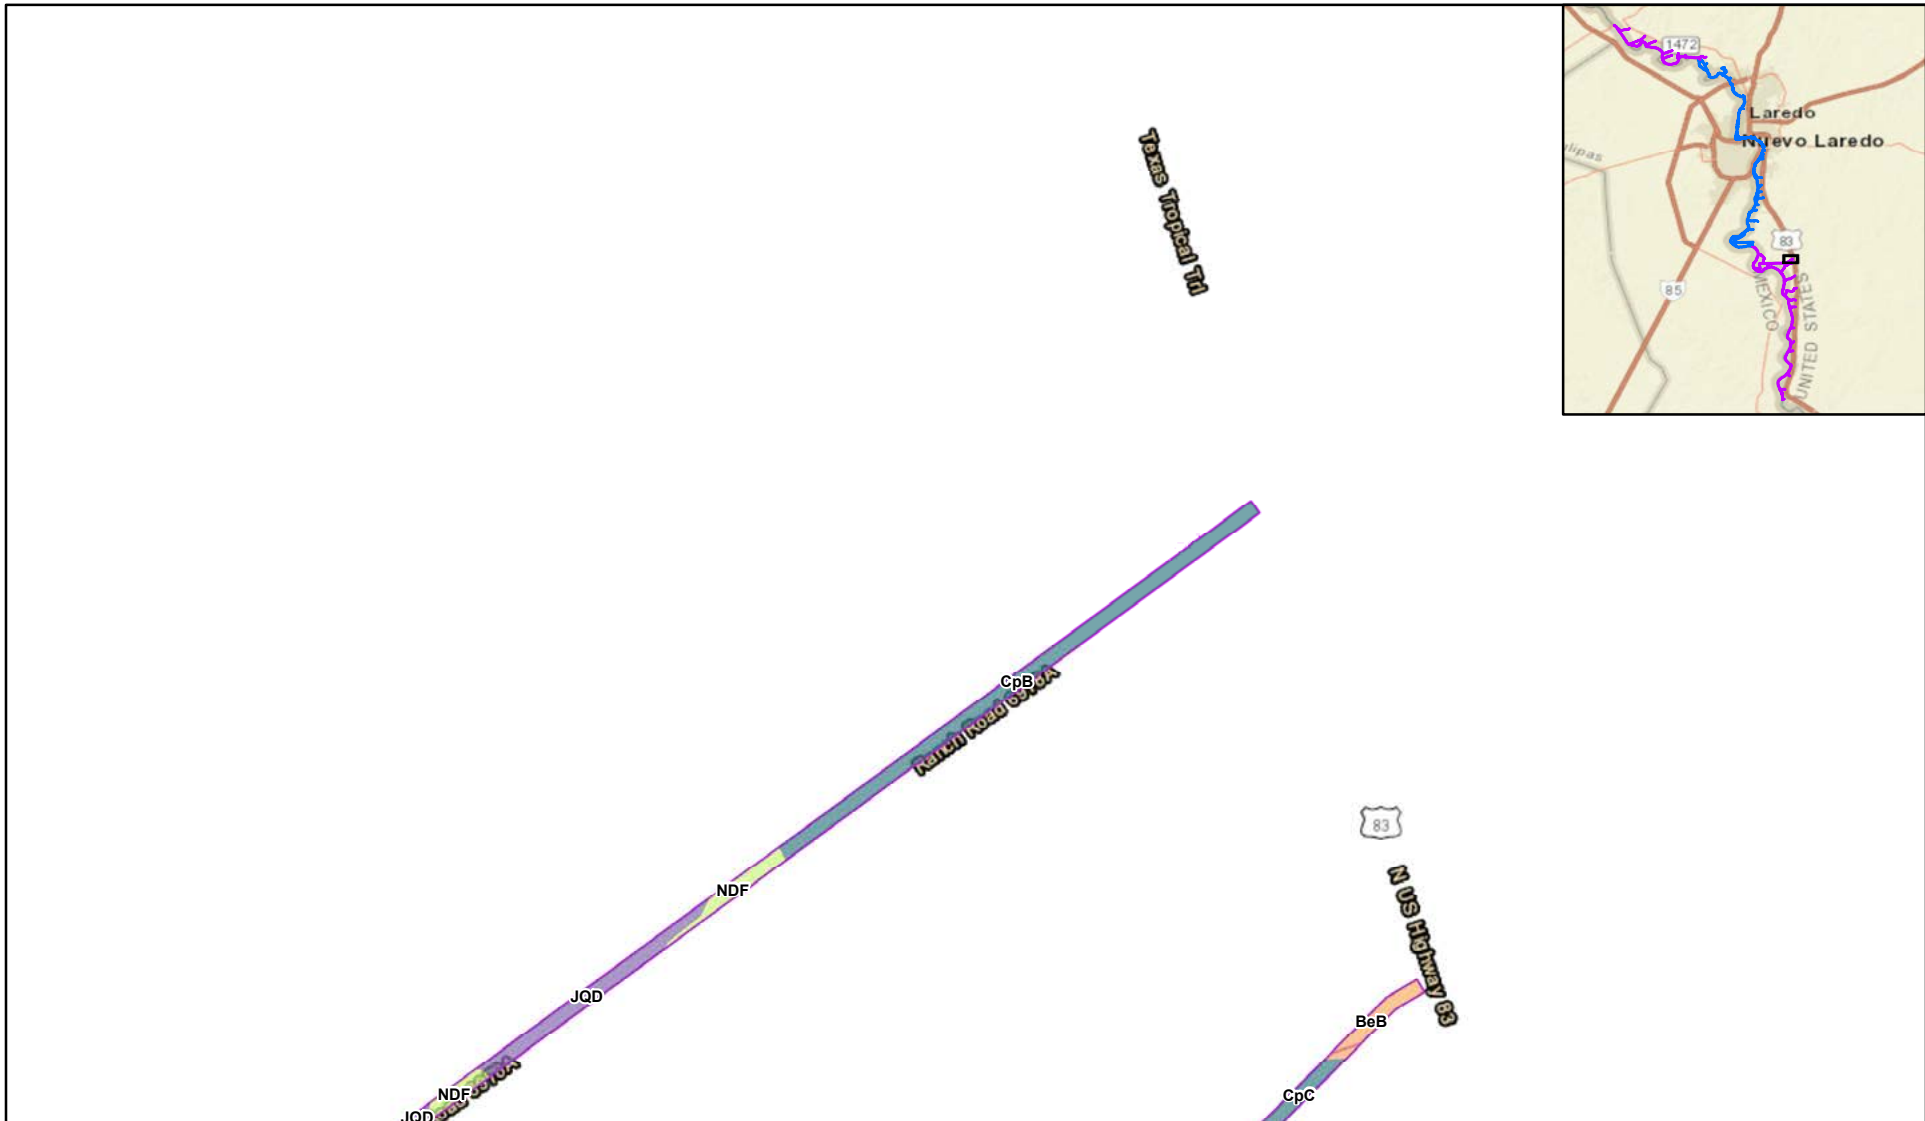 1472
Laredo
Nuevo Laredo
lipas
83
85
MEXICO
UNITED STATES
Texas Tropical Trl
CpB
Ranch Road
83
N US Highway 83
NDF
JQD
BeB
NDF
CpC
JQD